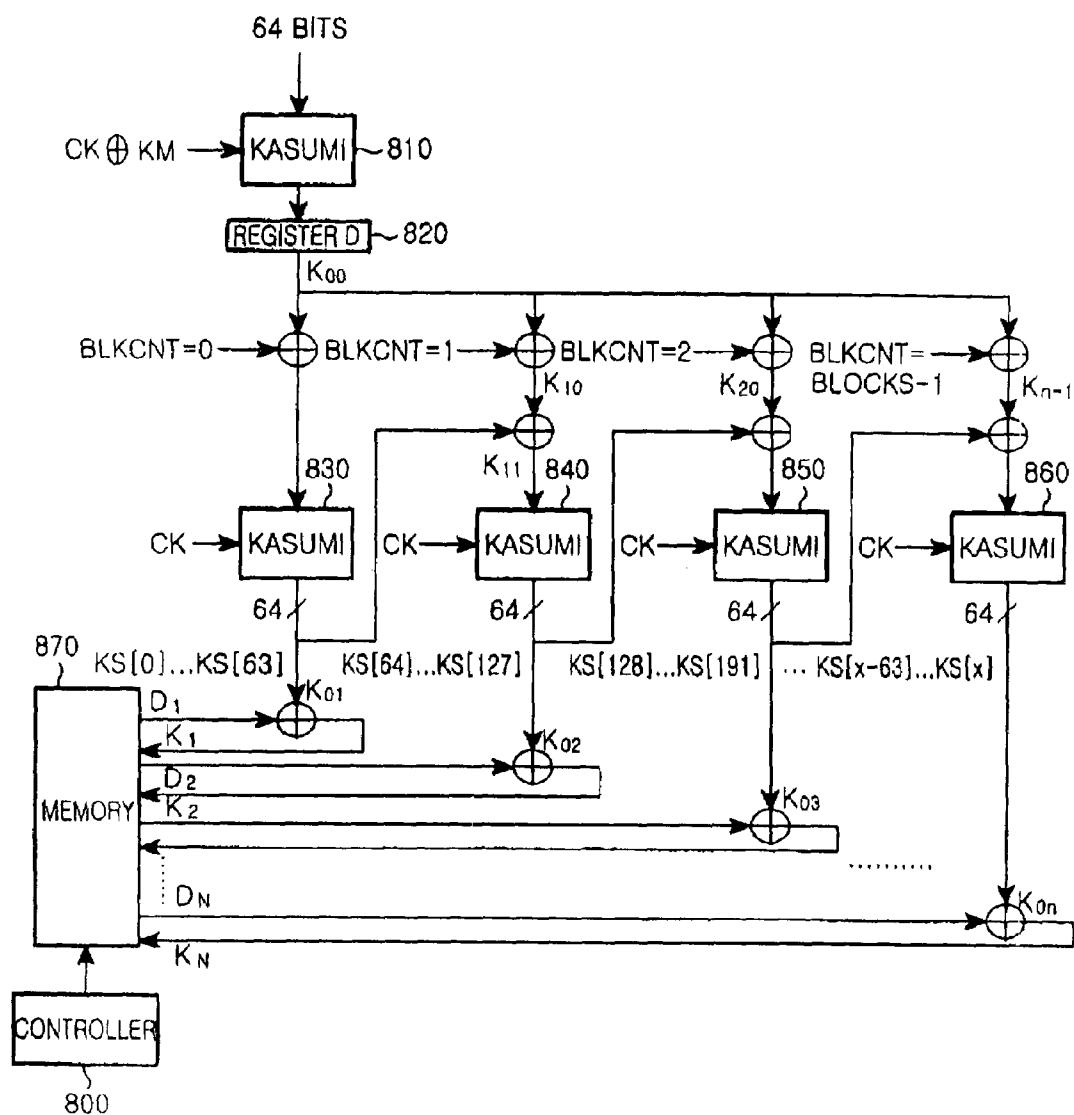 64 BITS
CK ⊕ KM
KASUMI
810
REGISTER D
820
K00
BLKCNT=0
BLKCNT=1
BLKCNT=2
BLKCNT=
BLOCKS-1
K10
K20
Kn-1
K11
830
840
850
860
CK
KASUMI
CK
KASUMI
CK
KASUMI
CK
KASUMI
64
64
64
64
870
KS[0]...KS[63]
KS[64]...KS[127]
KS[128]...KS[191]
... KS[x-63]...KS[x]
D1
K01
K1
K02
D2
MEMORY
K2
K03
DN
K0n
KN
CONTROLLER
800